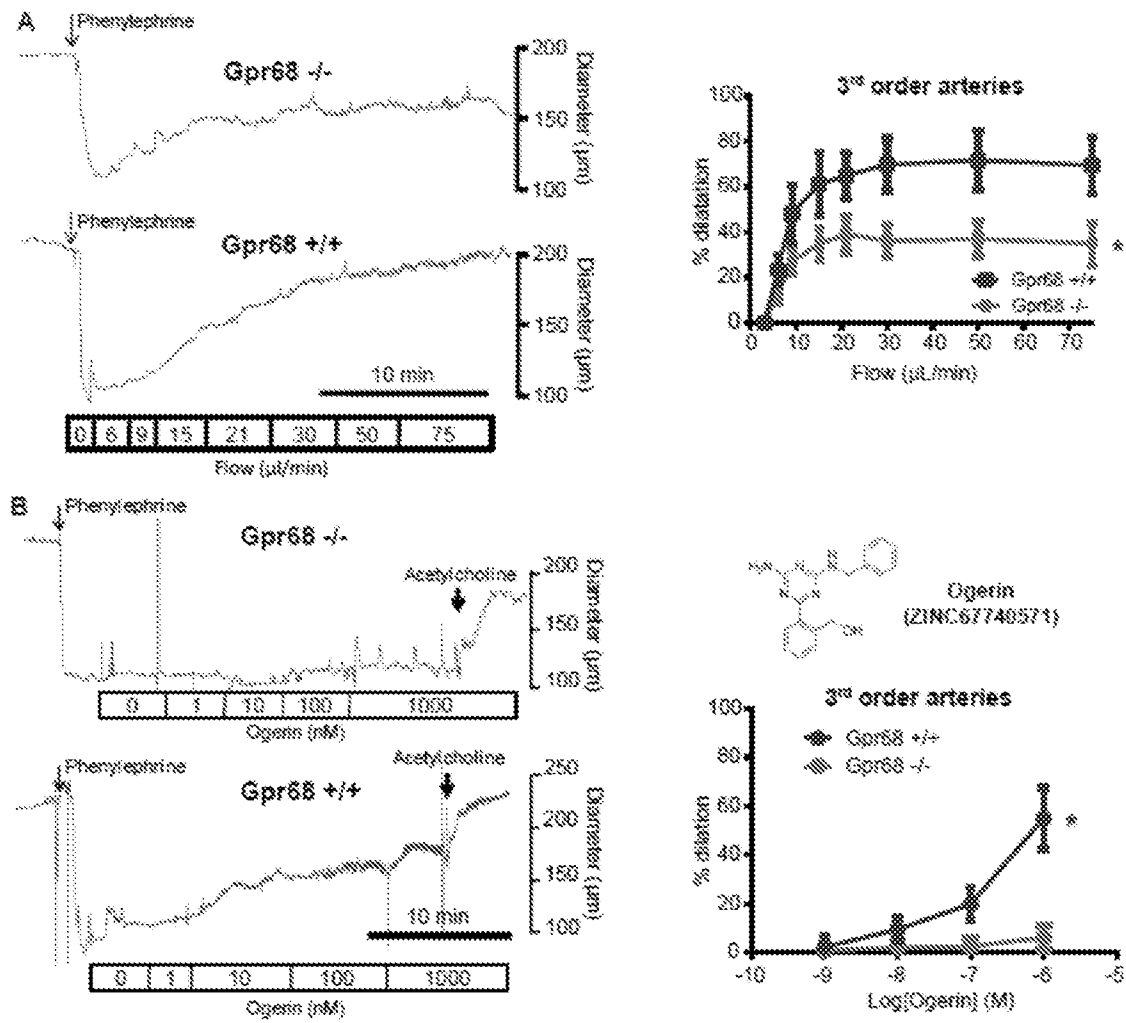 A
Phenylephrine
Gpr68 -/-
200
150
100
Diameter (µm)
Phenylephrine
Gpr68 +/+
200
150
100
Diameter (µm)
10 min
0 6 9 15 21 30 50 75
Flow (µl/min)
3rd order arteries
100
80
60
40
20
0
% dilatation
*
Gpr68 +/+
Gpr68 -/-
0 10 20 30 40 50 60 70
Flow (µL/min)
B
Phenylephrine
Gpr68 -/-
Acetylcholine
200
150
100
Diameter (µm)
0 1 10 100 1000
Ogerin (nM)
Phenylephrine
Gpr68 +/+
Acetylcholine
250
200
150
100
Diameter (µm)
10 min
0 1 10 100 1000
Ogerin (nM)
H2N
N
N
N
H
N
OH
Ogerin
(ZINC67740571)
3rd order arteries
100
80
60
40
20
0
% dilation
Gpr68 +/+
Gpr68 -/-
*
-10 -9 -8 -7 -6 -5
Log[Ogerin] (M)